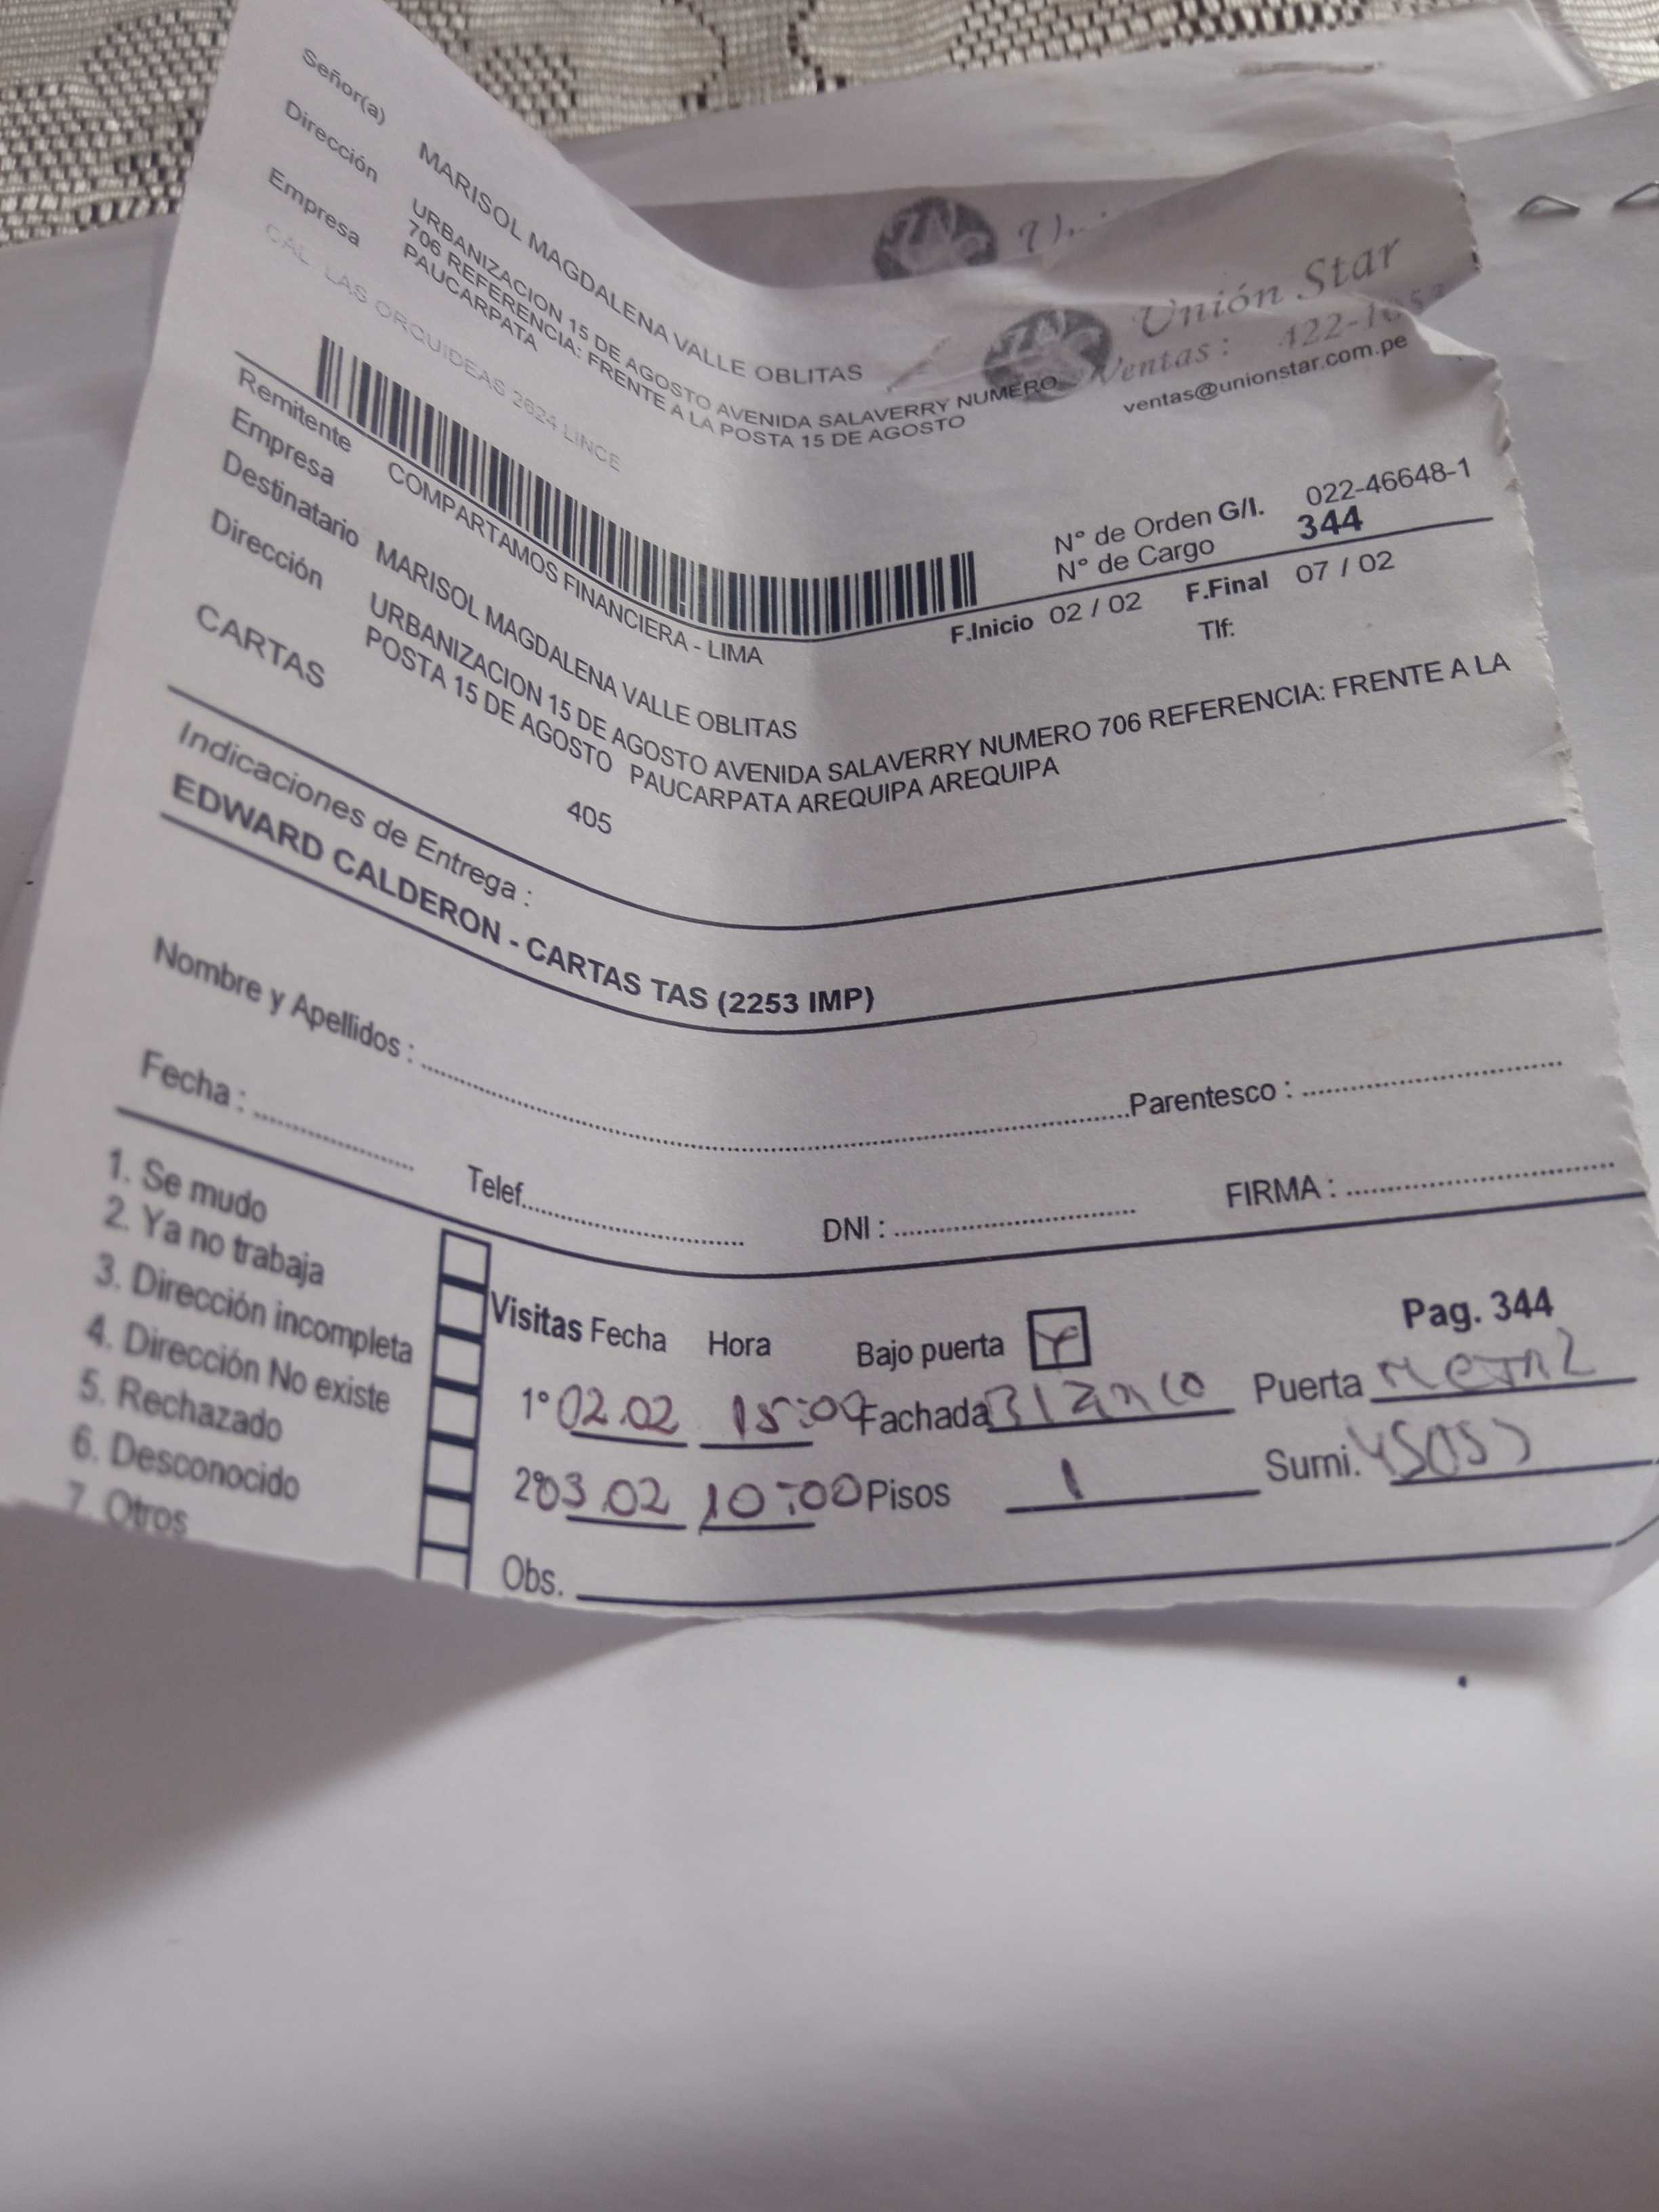 Señor(a) MARISOL MAGDALENA VALLE OBLITAS
Dirección URBANIZACION 15 DE AGOSTO AVENIDA SALAVERRY NUMERO
706 REFERENCIA: FRENTE A LA POSTA 15 DE AGOSTO
PAUCARPATA
Empresa
CAL LAS ORQUIDEAS 2624 LINCE
Unión Star
Ventas : 422-
ventas@unionstar.com.pe
N° de Orden G/I. 022-46648-1
N° de Cargo 344
Remitente COMPARTAMOS FINANCIERA - LIMA
F.Inicio 02 / 02 F.Final 07 / 02
Empresa
Tlf:
Destinatario MARISOL MAGDALENA VALLE OBLITAS
Dirección URBANIZACION 15 DE AGOSTO AVENIDA SALAVERRY NUMERO 706 REFERENCIA: FRENTE A LA
POSTA 15 DE AGOSTO PAUCARPATA AREQUIPA AREQUIPA
CARTAS 405
Indicaciones de Entrega :
EDWARD CALDERON - CARTAS TAS (2253 IMP)
Nombre y Apellidos : Parentesco :
Fecha : Telef. DNI : FIRMA :
1. Se mudo
2. Ya no trabaja
3. Dirección incompleta
4. Dirección No existe
5. Rechazado
6. Desconocido
7. Otros
Visitas Fecha Hora Bajo puerta Pag. 344
1° 02.02 15:00 Fachada Blanco Puerta Metal
2° 03.02 10:00 Pisos 1 Sumi.
Obs.